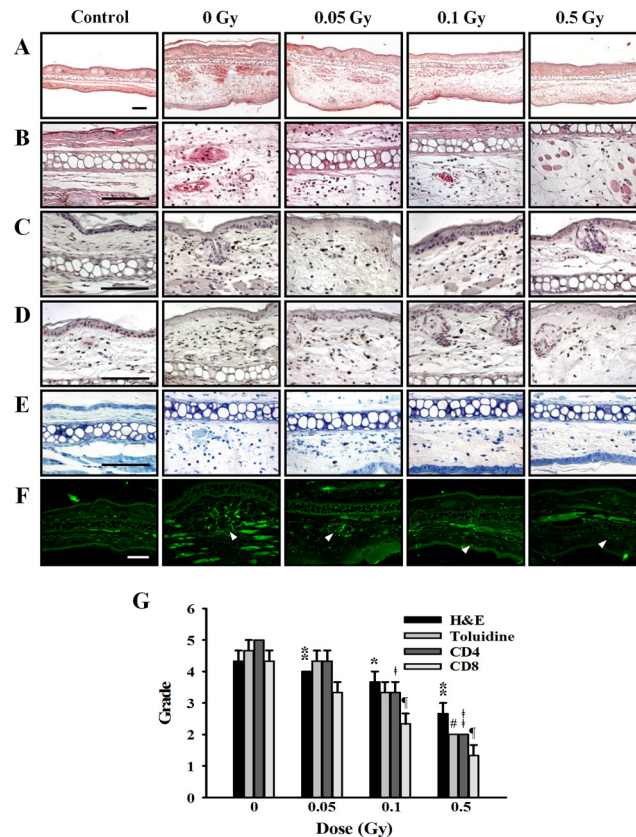 Control 0 Gy 0.05 Gy 0.1 Gy 0.5 Gy
A
B
C
D
E
F
G
H&E
Toluidine
CD4
CD8
6
5
4
3
2
1
0
Grade
** * ‡ ¶ ** # ‡‡ ¶
0 0.05 0.1 0.5
Dose (Gy)